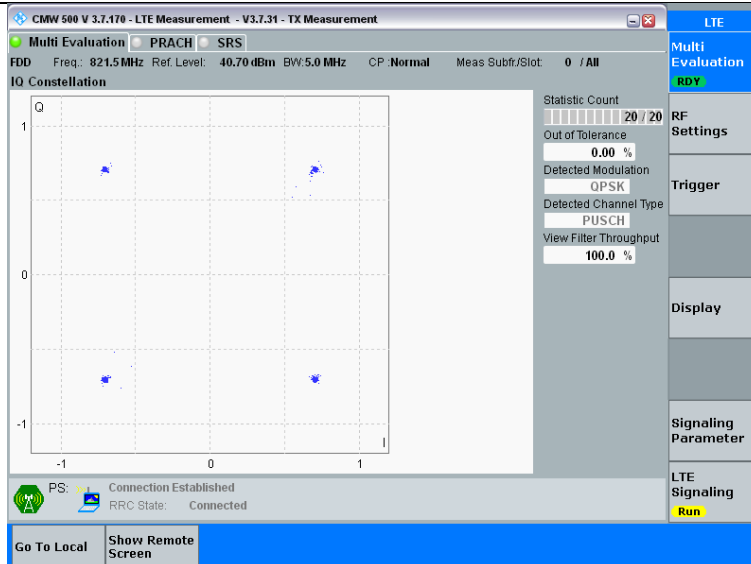 CMW 500 V 3.7.170 - LTE Measurement - V3.7.31 - TX Measurement
LTE
Multi Evaluation PRACH SRS
Multi
Evaluation
RDY
FDD Freq.: 821.5 MHz Ref. Level: 40.70 dBm BW: 5.0 MHz CP : Normal Meas Subfr./Slot: 0 / All
IQ Constellation
Q
1
0
-1
-1 0 1
I
Statistic Count
20 / 20
Out of Tolerance
0.00 %
Detected Modulation
QPSK
Detected Channel Type
PUSCH
View Filter Throughput
100.0 %
RF
Settings
Trigger
Display
Signaling
Parameter
LTE
Signaling
Run
PS: Connection Established
RRC State: Connected
Go To Local
Show Remote
Screen